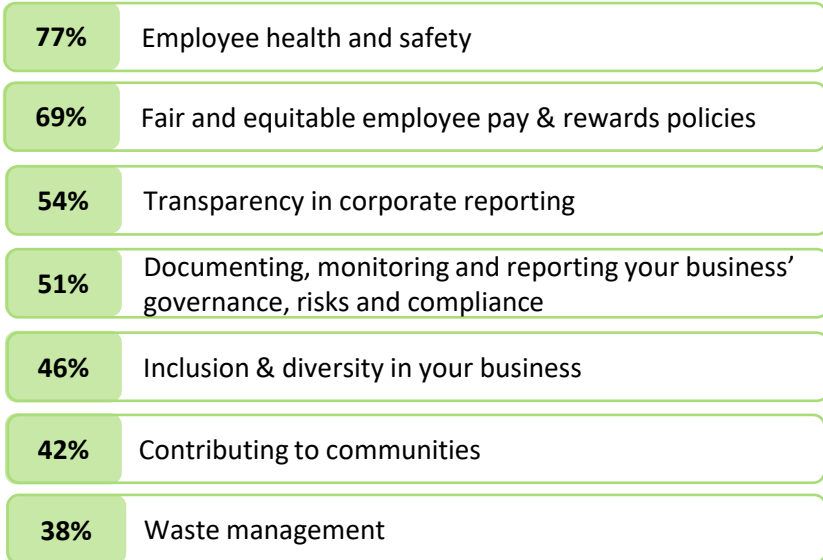 77% Employee health and safety
69% Fair and equitable employee pay & rewards policies
54% Transparency in corporate reporting
51% Documenting, monitoring and reporting your business’
governance, risks and compliance
46% Inclusion & diversity in your business
42% Contributing to communities
38% Waste management